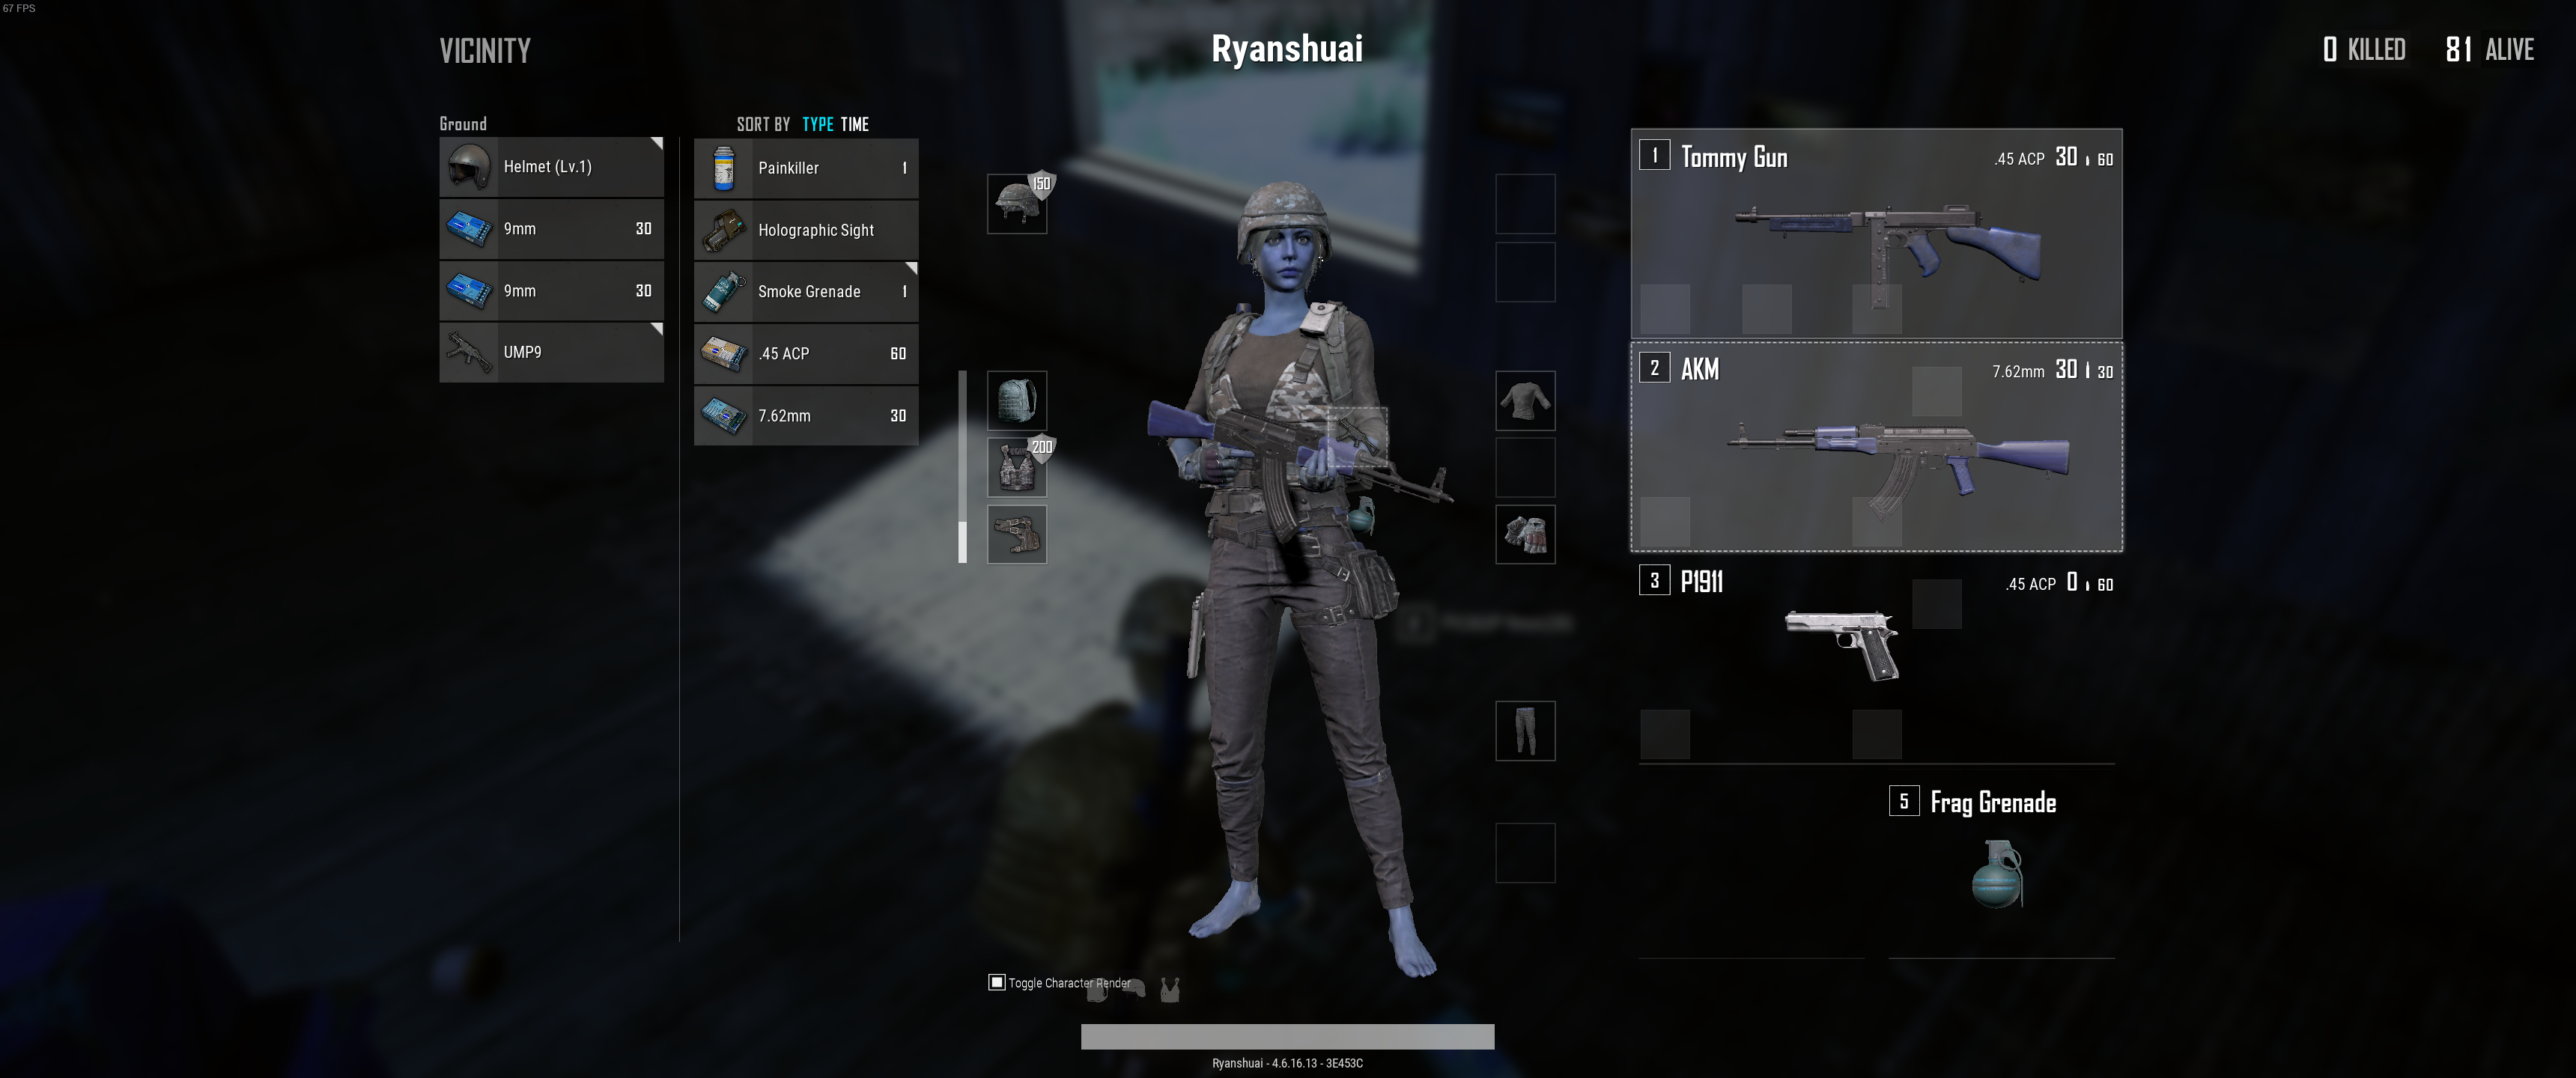 67 FPS
VICINITY
Ryanshuai
0 KILLED 81 ALIVE
Ground
SORT BY TYPE TIME
Helmet (Lv.1)
9mm 30
9mm 30
UMP9
Painkiller 1
Holographic Sight
Smoke Grenade 1
.45 ACP 60
7.62mm 30
150
200
1 Tommy Gun .45 ACP 30 60
2 AKM 7.62mm 30 30
3 P1911 .45 ACP 0 60
5 Frag Grenade
Toggle Character Render
Ryanshuai - 4.6.16.13 - 3E453C